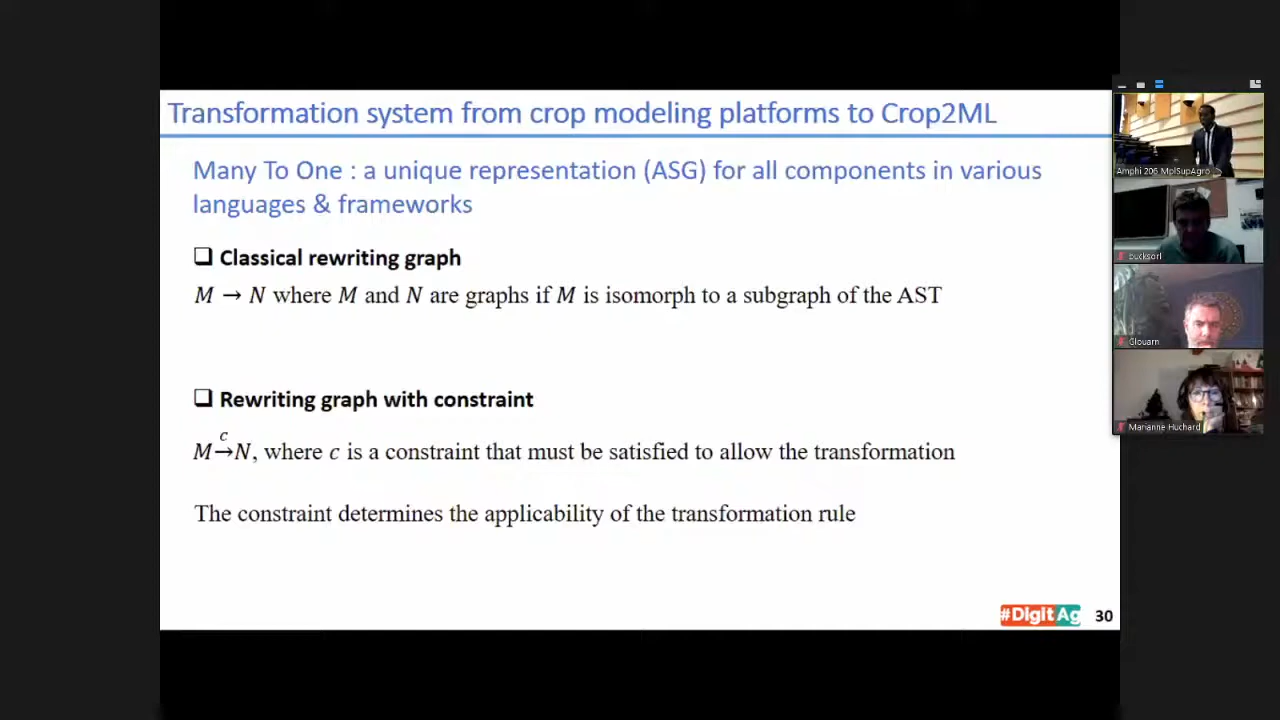 Transformation system from crop modeling platforms to Crop2ML
Many To One : a unique representation (ASG) for all components in various
languages & frameworks
❑ Classical rewriting graph
M → N where M and N are graphs if M is isomorph to a subgraph of the AST
❑ Rewriting graph with constraint
c
M→N, where c is a constraint that must be satisfied to allow the transformation
The constraint determines the applicability of the transformation rule
#DigitAg
30
Amphi 206 MplSupAgro
bucksorl
Glouarn
Marianne Huchard